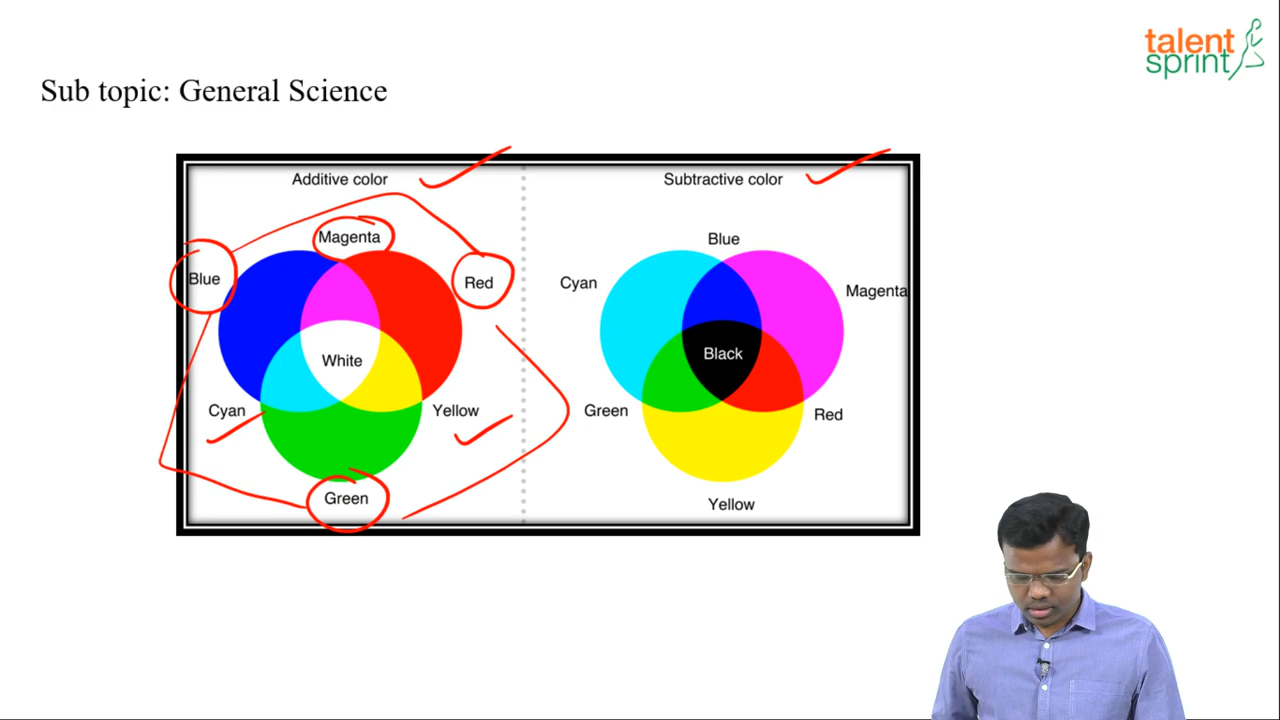 talent
sprint
Sub topic: General Science
Additive color
Subtractive color
Magenta
Blue
Red
White
Cyan
Yellow
Green
Blue
Cyan
Magenta
Black
Green
Red
Yellow